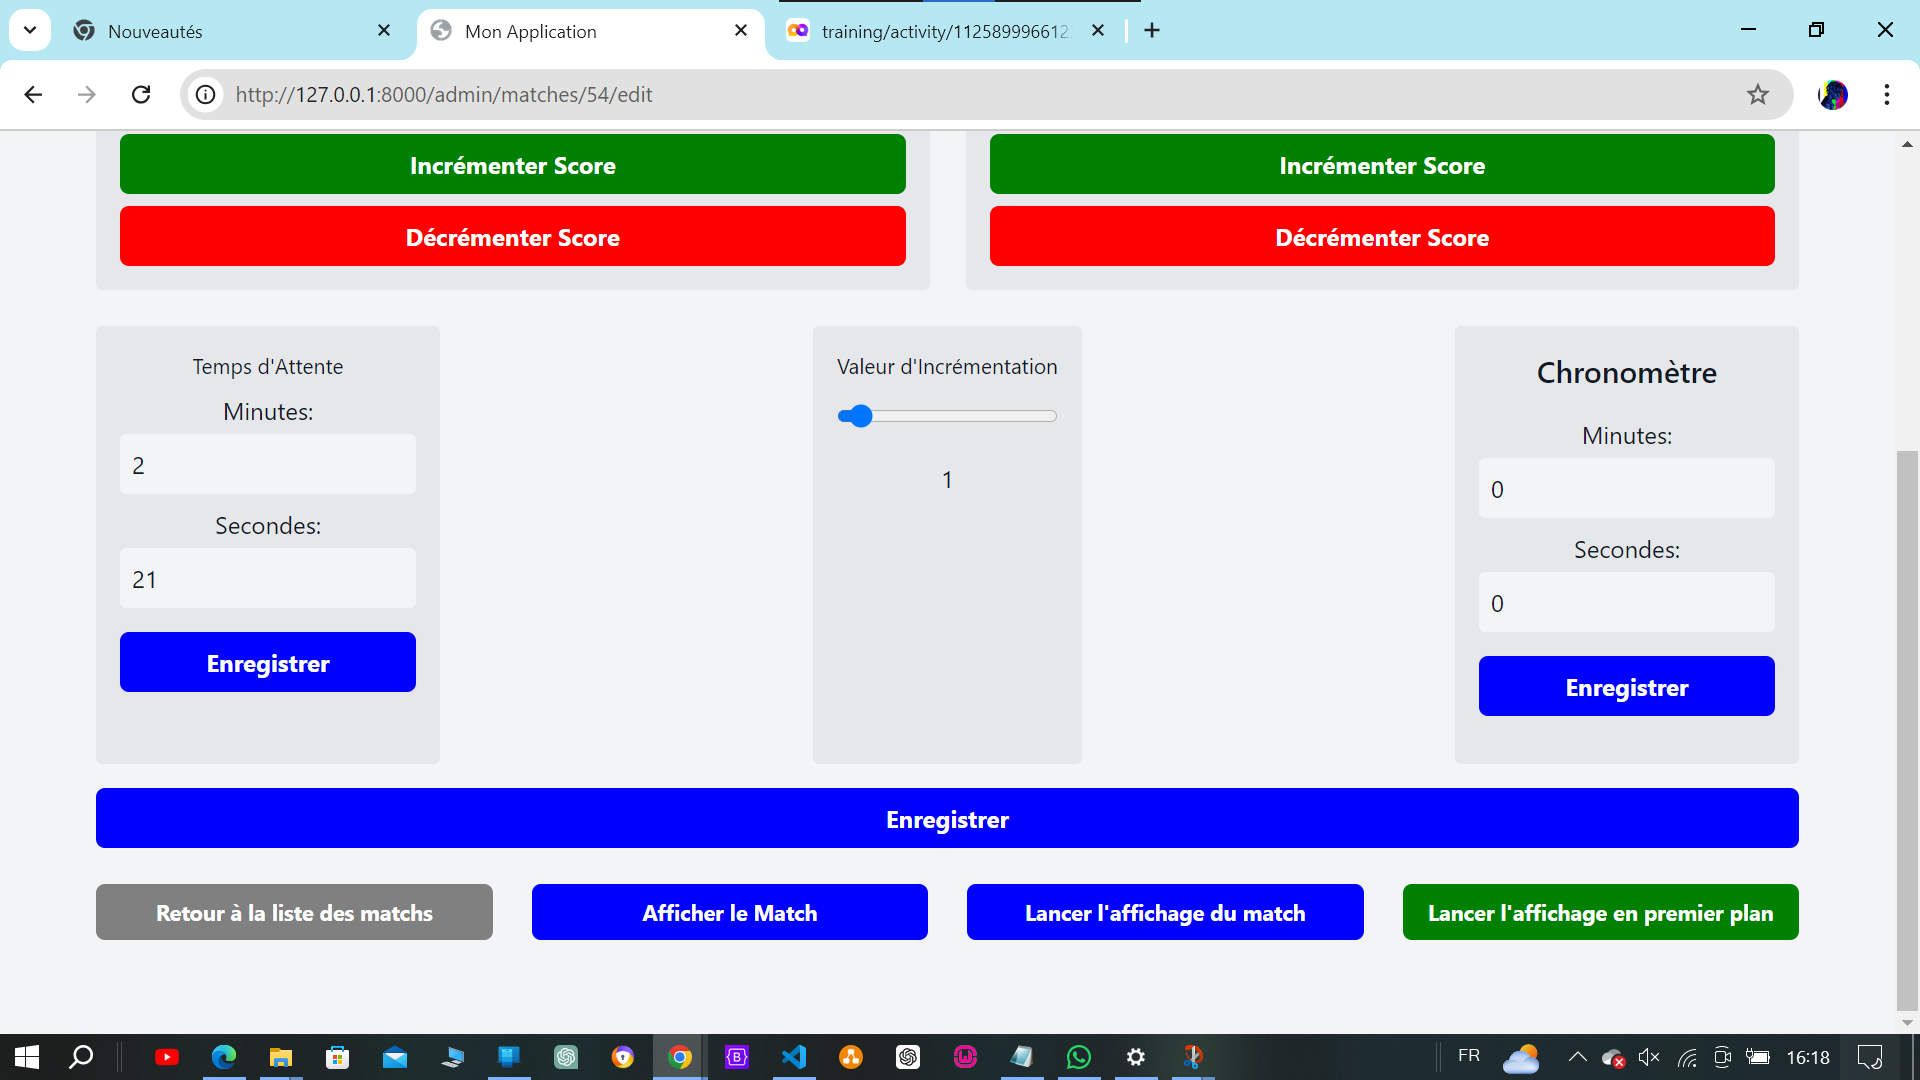 Nouveautés
Mon Application
training/activity/11258999661
http://127.0.0.1:8000/admin/matches/54/edit
Incrémenter Score
Incrémenter Score
Décrémenter Score
Décrémenter Score
Temps d'Attente
Minutes:
2
Secondes:
21
Enregistrer
Valeur d'Incrémentation
1
Chronomètre
Minutes:
0
Secondes:
0
Enregistrer
Enregistrer
Retour à la liste des matchs
Afficher le Match
Lancer l'affichage du match
Lancer l'affichage en premier plan
FR
16:18